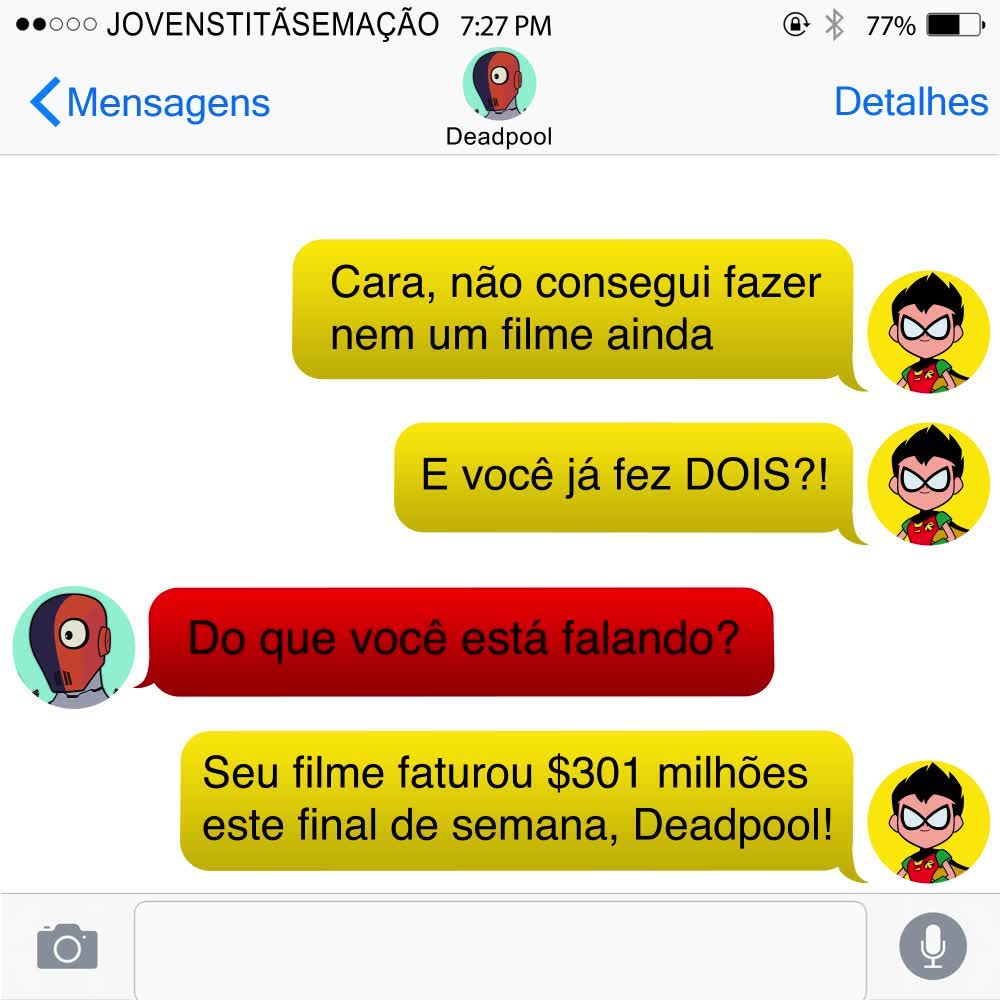 JOVENSTITÃSEMAÇÃO 7:27 PM 77%
Mensagens Detalhes
Deadpool
Cara, não consegui fazer
nem um filme ainda
E você já fez DOIS?!
Do que você está falando?
Seu filme faturou $301 milhões
este final de semana, Deadpool!